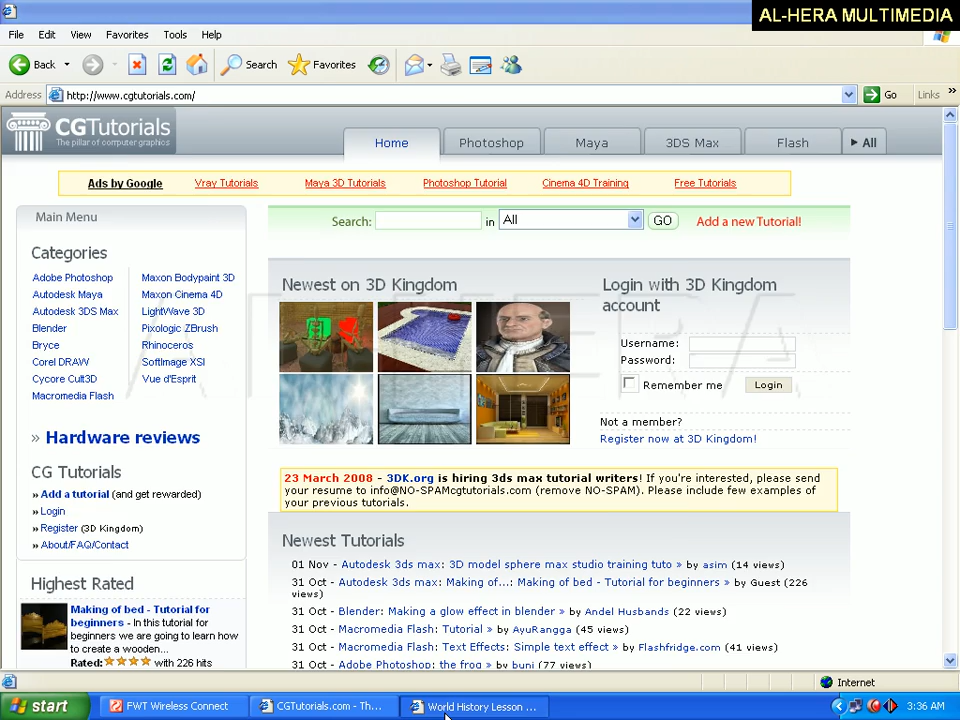 AL-HERA MULTIMEDIA
File Edit View Favorites Tools Help
Back Search Favorites
Address http://www.cgtutorials.com/ Go Links »
CGTutorials
The pillar of computer graphics
Home Photoshop Maya 3DS Max Flash All
Ads by Google Vray Tutorials Maya 3D Tutorials Photoshop Tutorial Cinema 4D Training Free Tutorials
Main Menu
Search: in All GO Add a new Tutorial!
Categories
Adobe Photoshop Maxon Bodypaint 3D
Autodesk Maya Maxon Cinema 4D
Autodesk 3DS Max LightWave 3D
Blender Pixologic ZBrush
Bryce Rhinoceros
Corel DRAW SoftImage XSI
Cycore Cult3D Vue d'Esprit
Macromedia Flash
» Hardware reviews
CG Tutorials
» Add a tutorial (and get rewarded)
» Login
» Register (3D Kingdom)
» About/FAQ/Contact
Highest Rated
Making of bed - Tutorial for
beginners - In this tutorial for
beginners we are going to learn how
to create a wooden...
Rated: with 226 hits
Newest on 3D Kingdom
Login with 3D Kingdom
account
Username:
Password:
Remember me Login
Not a member?
Register now at 3D Kingdom!
23 March 2008 - 3DK.org is hiring 3ds max tutorial writers! If you're interested, please send
your resume to info@NO-SPAMcgtutorials.com (remove NO-SPAM). Please include few examples of
your previous tutorials.
Newest Tutorials
01 Nov - Autodesk 3ds max: 3D model sphere max studio training tuto » by asim (14 views)
31 Oct - Autodesk 3ds max: Making of...: Making of bed - Tutorial for beginners » by Guest (226
views)
31 Oct - Blender: Making a glow effect in blender » by Andel Husbands (22 views)
31 Oct - Macromedia Flash: Tutorial » by AyuRangga (45 views)
31 Oct - Macromedia Flash: Text Effects: Simple text effect » by Flashfridge.com (41 views)
31 Oct - Adobe Photoshop: the frog » by buni (77 views)
Internet
start FWT Wireless Connect CGTutorials.com - Th... World History Lesson ... 3:36 AM